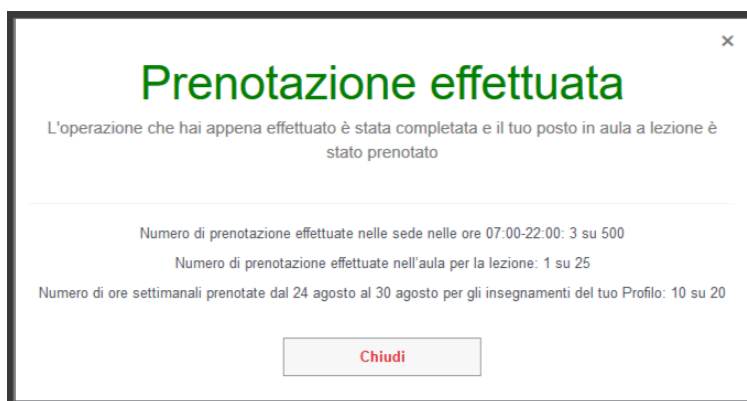 ×
Prenotazione effettuata
L'operazione che hai appena effettuato è stata completata e il tuo posto in aula a lezione è
stato prenotato
Numero di prenotazione effettuate nelle sede nelle ore 07:00-22:00: 3 su 500
Numero di prenotazione effettuate nell'aula per la lezione: 1 su 25
Numero di ore settimanali prenotate dal 24 agosto al 30 agosto per gli insegnamenti del tuo Profilo: 10 su 20
Chiudi